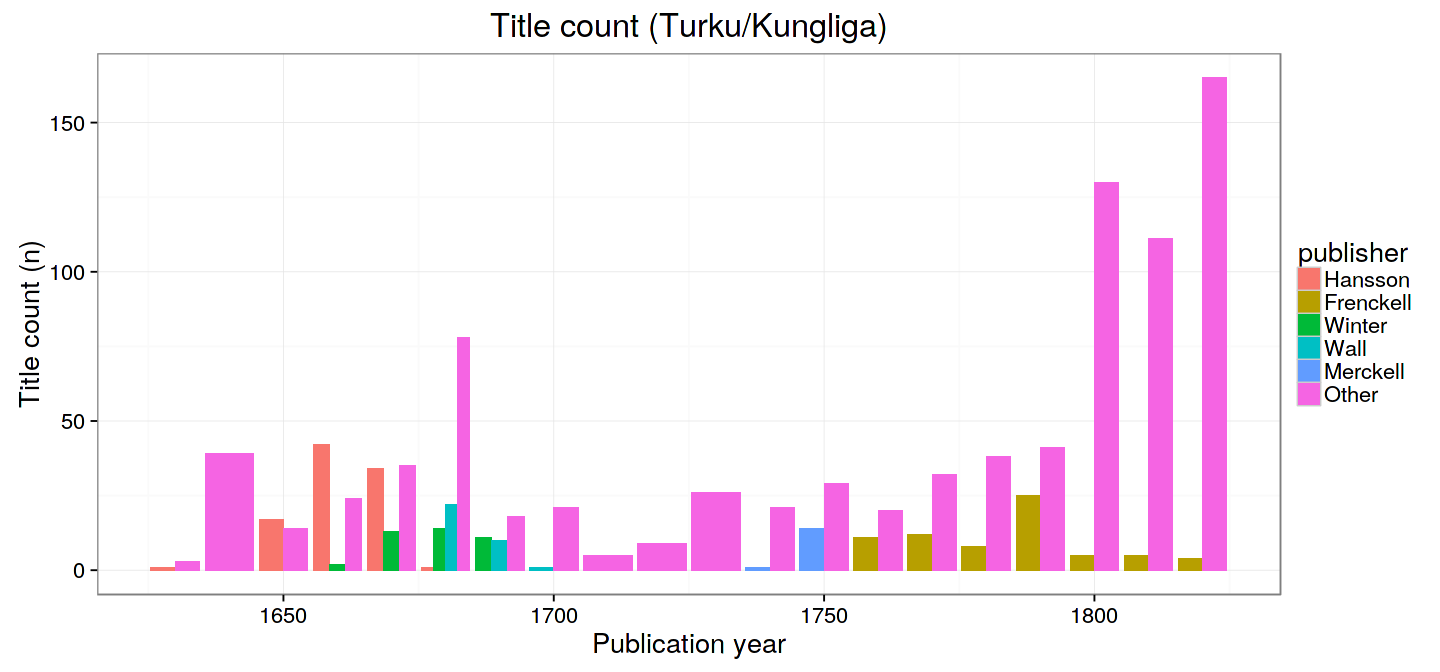 Title count (Turku/Kungliga)
Title count (n)
150
100
50
0
1650
1700
1750
1800
Publication year
publisher
Hansson
Frenckell
Winter
Wall
Merckell
Other